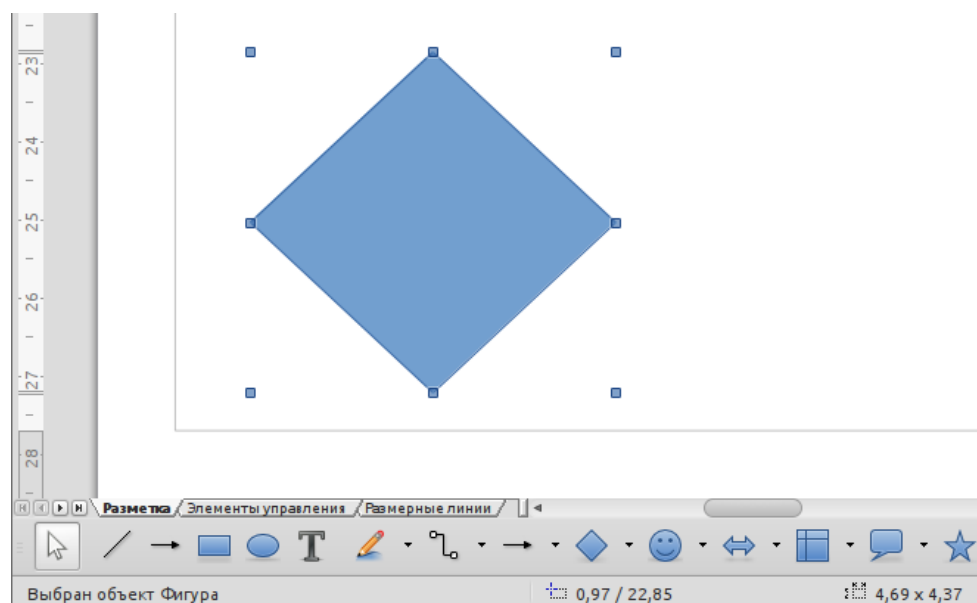 23
24
25
26
27
28
Разметка Элементы управления Размерные линии
T
Выбран объект Фигура 0,97 / 22,85 4,69 x 4,37